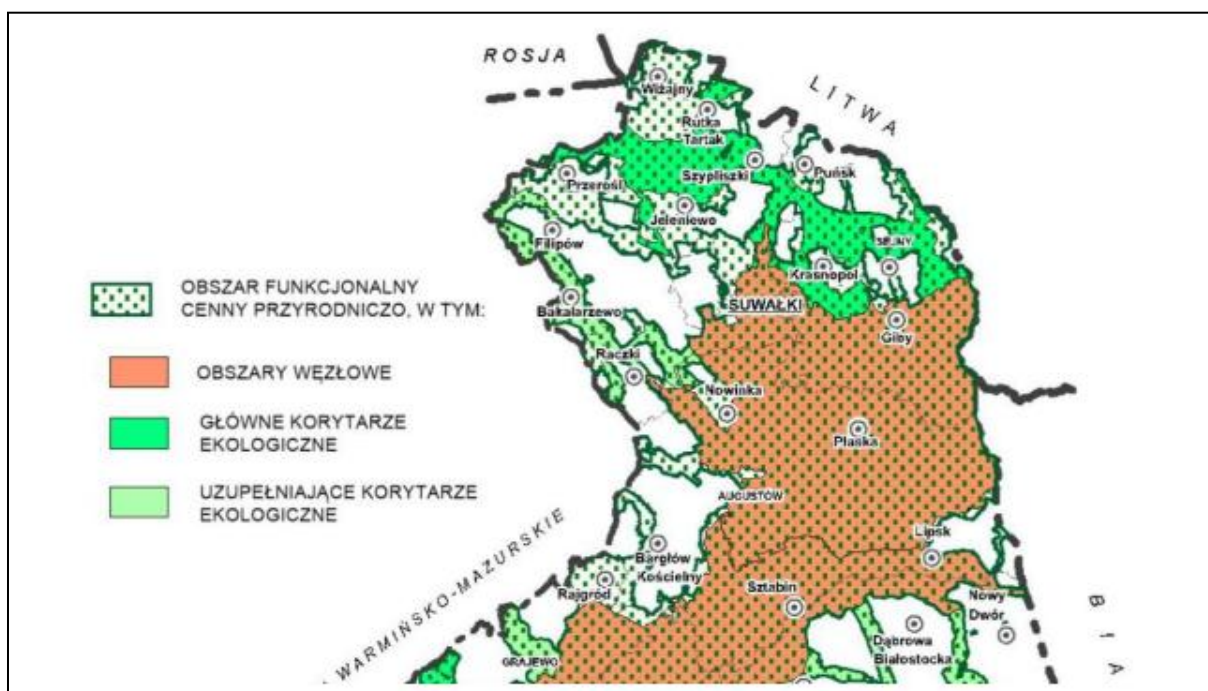 ROSJA
LITWA
Wiżajny
Rutka
Tartak
Szypliszki
Puńsk
Przerośl
Jeleniewo
Filipów
SEJNY
Krasnopol
OBSZAR FUNKCJONALNY
CENNY PRZYRODNICZO, W TYM:
Bakałarzewo
SUWAŁKI
Giby
OBSZARY WĘZŁOWE
Raczki
Nowinka
GŁÓWNE KORYTARZE
EKOLOGICZNE
Płaska
UZUPEŁNIAJĄCE KORYTARZE
EKOLOGICZNE
AUGUSTÓW
Lipsk
WARMIŃSKO-MAZURSKIE
Bargłów
Kościelny
Rajgród
Sztabin
Nowy
Dwór
BIA
Dąbrowa
Białostocka
GRAJEWO